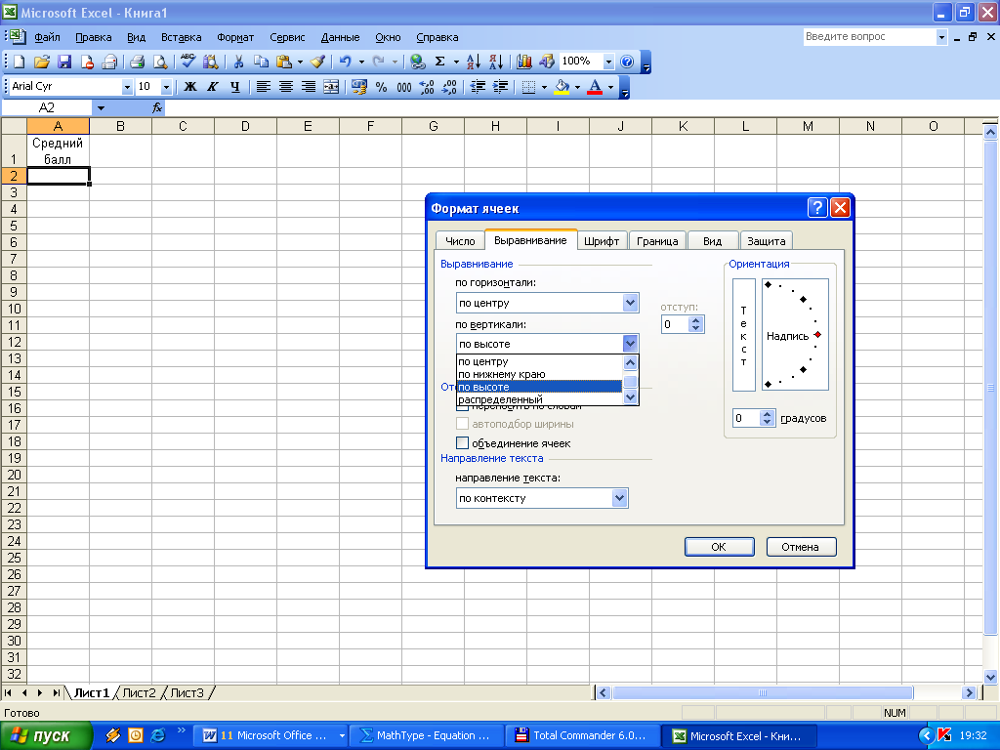 Microsoft Excel - Книга1
Файл Правка Вид Вставка Формат Сервис Данные Окно Справка
Введите вопрос
100%
Arial Cyr 10 Ж К Ч % 000
A2 fx
A B C D E F G H I J K L M N O
Средний
1 балл
2
3
4
5
6
7
8
9
10
11
12
13
14
15
16
17
18
19
20
21
22
23
24
25
26
27
28
29
30
31
32
Формат ячеек
Число Выравнивание Шрифт Граница Вид Защита
Выравнивание
по горизонтали:
по центру
отступ:
0
по вертикали:
по высоте
по центру
по нижнему краю
по высоте
распределенный
переносить по словам
автоподбор ширины
объединение ячеек
Направление текста
направление текста:
по контексту
Ориентация
Текст
Надпись
0 градусов
ОК Отмена
Лист1 Лист2 Лист3
Готово NUM
пуск 11 Microsoft Office ... MathType - Equation ... Total Commander 6.0... Microsoft Excel - Кни... 19:32